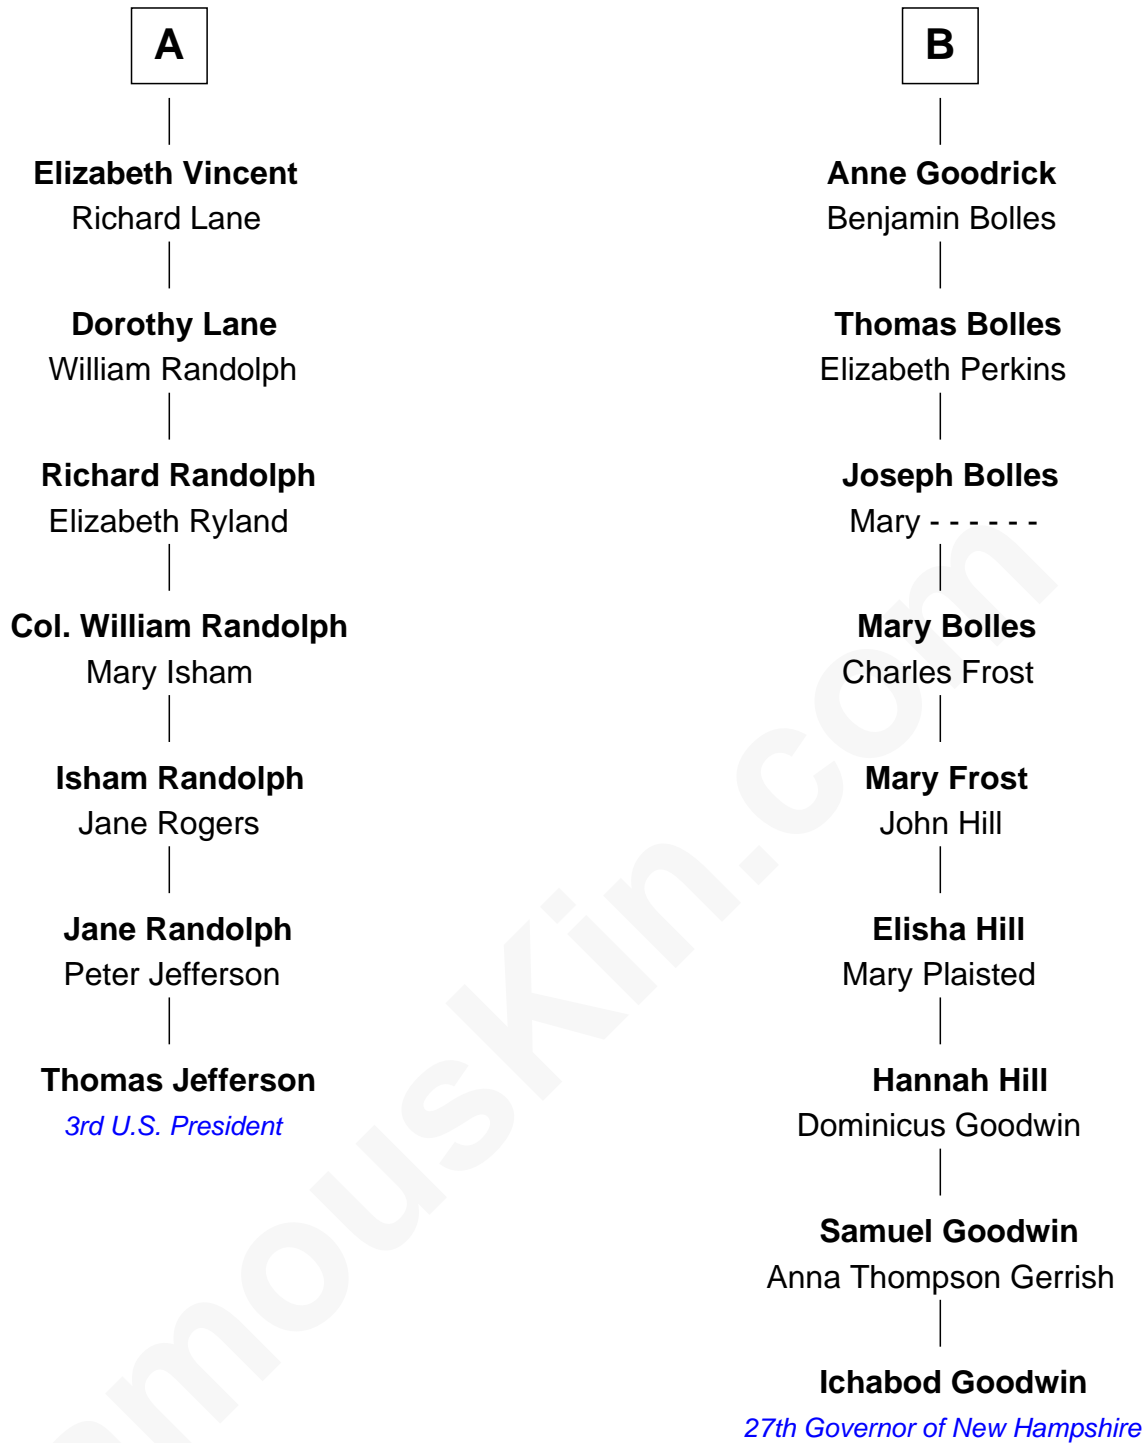 A
Elizabeth Vincent
Richard Lane
Dorothy Lane
William Randolph
Richard Randolph
Elizabeth Ryland
Col. William Randolph
Mary Isham
Isham Randolph
Jane Rogers
Jane Randolph
Peter Jefferson
Thomas Jefferson
3rd U.S. President
B
Anne Goodrick
Benjamin Bolles
Thomas Bolles
Elizabeth Perkins
Joseph Bolles
Mary - - - - - -
Mary Bolles
Charles Frost
Mary Frost
John Hill
Elisha Hill
Mary Plaisted
Hannah Hill
Dominicus Goodwin
Samuel Goodwin
Anna Thompson Gerrish
Ichabod Goodwin
27th Governor of New Hampshire
amouskin.com